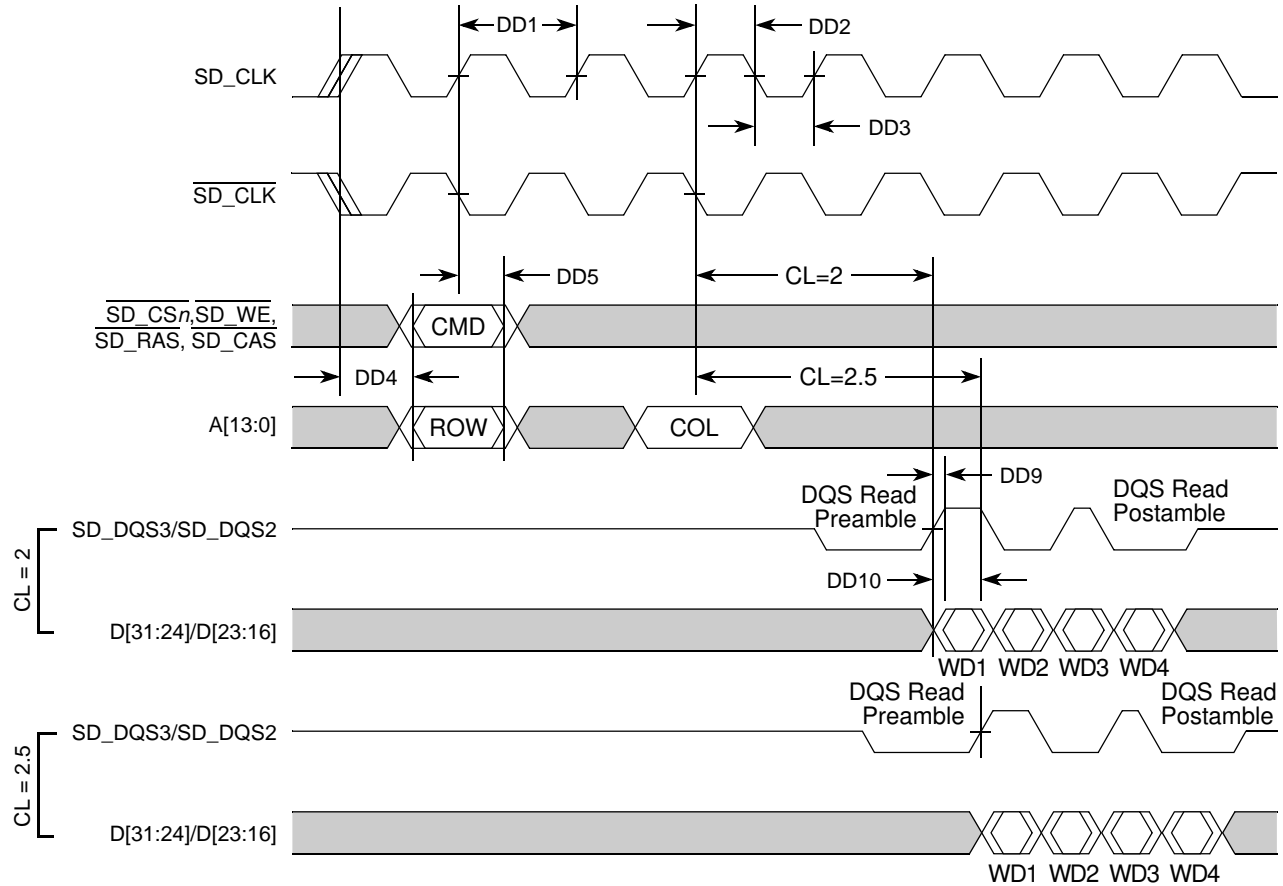 DD1
DD2
SD_CLK
DD3
SD_CLK
DD5
CL=2
SD_CSn,SD_WE,
SD_RAS, SD_CAS
CMD
DD4
CL=2.5
A[13:0]
ROW
COL
DD9
DQS Read
Preamble
DQS Read
Postamble
CL = 2
SD_DQS3/SD_DQS2
DD10
D[31:24]/D[23:16]
WD1 WD2 WD3 WD4
DQS Read
Preamble
DQS Read
Postamble
CL = 2.5
SD_DQS3/SD_DQS2
D[31:24]/D[23:16]
WD1 WD2 WD3 WD4